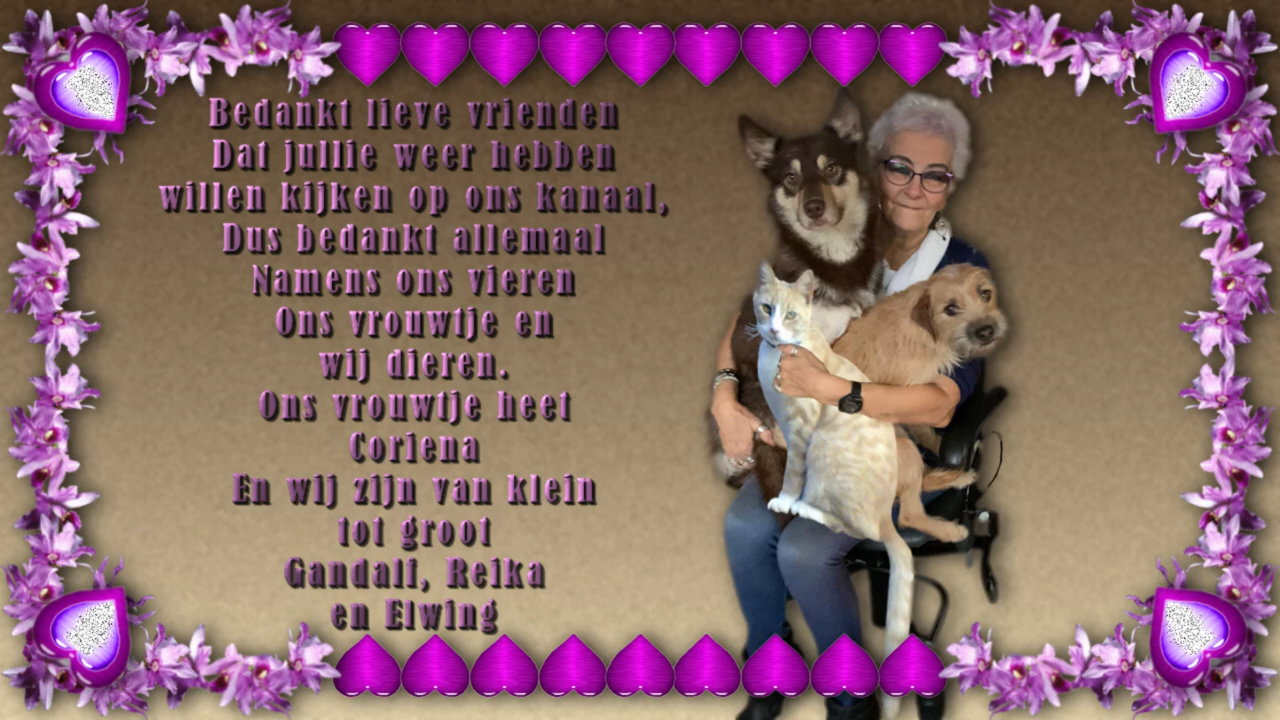 Bedankt lieve vrienden
Dat jullie weer hebben
willen kijken op ons kanaal,
Dus bedankt allemaal
Namens ons vieren
Ons vrouwtje en
wij dieren.
Ons vrouwtje heet
Coriena
En wij zijn van klein
tot groot
Gandalf, Reika
en Elwing